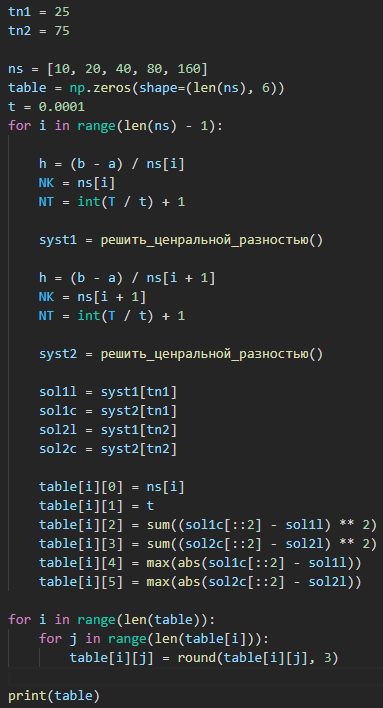 tn1 = 25
tn2 = 75
ns = [10, 20, 40, 80, 160]
table = np.zeros(shape=(len(ns), 6))
t = 0.0001
for i in range(len(ns) - 1):
h = (b - a) / ns[i]
NK = ns[i]
NT = int(T / t) + 1
syst1 = решить_ценральной_разностью()
h = (b - a) / ns[i + 1]
NK = ns[i + 1]
NT = int(T / t) + 1
syst2 = решить_ценральной_разностью()
sol1l = syst1[tn1]
sol1c = syst2[tn1]
sol2l = syst1[tn2]
sol2c = syst2[tn2]
table[i][0] = ns[i]
table[i][1] = t
table[i][2] = sum((sol1c[::2] - sol1l) ** 2)
table[i][3] = sum((sol2c[::2] - sol2l) ** 2)
table[i][4] = max(abs(sol1c[::2] - sol1l))
table[i][5] = max(abs(sol2c[::2] - sol2l))
for i in range(len(table)):
for j in range(len(table[i])):
table[i][j] = round(table[i][j], 3)
print(table)